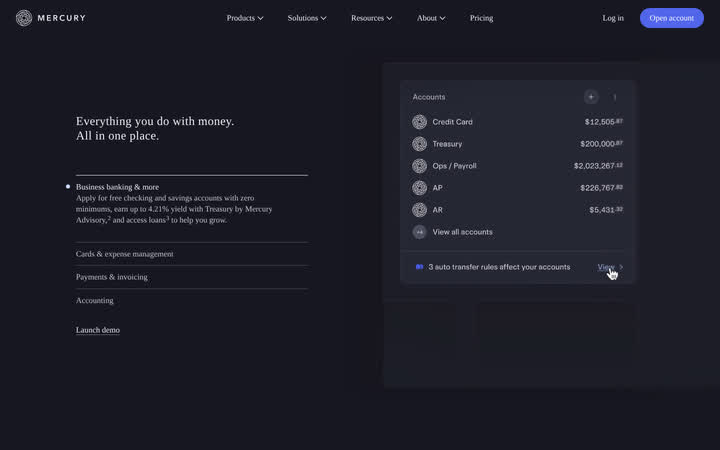 MERCURY
Products
Solutions
Resources
About
Pricing
Log in
Open account
Everything you do with money.
All in one place.
Business banking & more
Apply for free checking and savings accounts with zero
minimums, earn up to 4.21% yield with Treasury by Mercury
Advisory,² and access loans³ to help you grow.
Cards & expense management
Payments & invoicing
Accounting
Launch demo
Accounts
Credit Card $12,505.87
Treasury $200,000.87
Ops / Payroll $2,023,267.12
AP $226,767.82
AR $5,431.32
+4 View all accounts
3 auto transfer rules affect your accounts
View